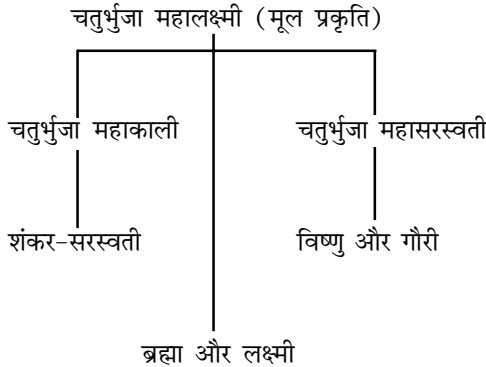 चतुर्भुजा महालक्ष्मी (मूल प्रकृति)
चतुर्भुजा महाकाली चतुर्भुजा महासरस्वती
शंकर-सरस्वती विष्णु और गौरी
ब्रह्मा और लक्ष्मी